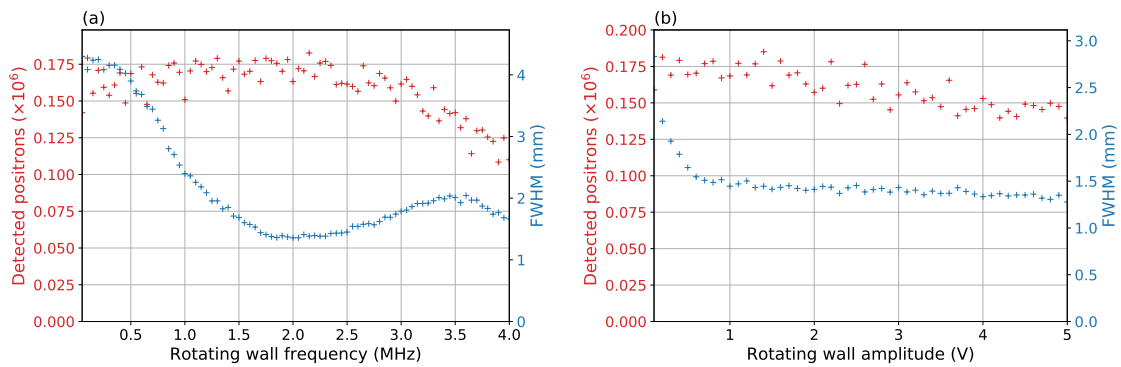 (a)
Detected positrons (×10⁶)
0.175
0.150
0.125
0.100
0.075
0.050
0.025
0.000
0.5 1.0 1.5 2.0 2.5 3.0 3.5 4.0
Rotating wall frequency (MHz)
4
3
2
1
0
FWHM (mm)
(b)
Detected positrons (×10⁶)
0.200
0.175
0.150
0.125
0.100
0.075
0.050
0.025
0.000
1 2 3 4 5
Rotating wall amplitude (V)
3.0
2.5
2.0
1.5
1.0
0.5
0.0
FWHM (mm)